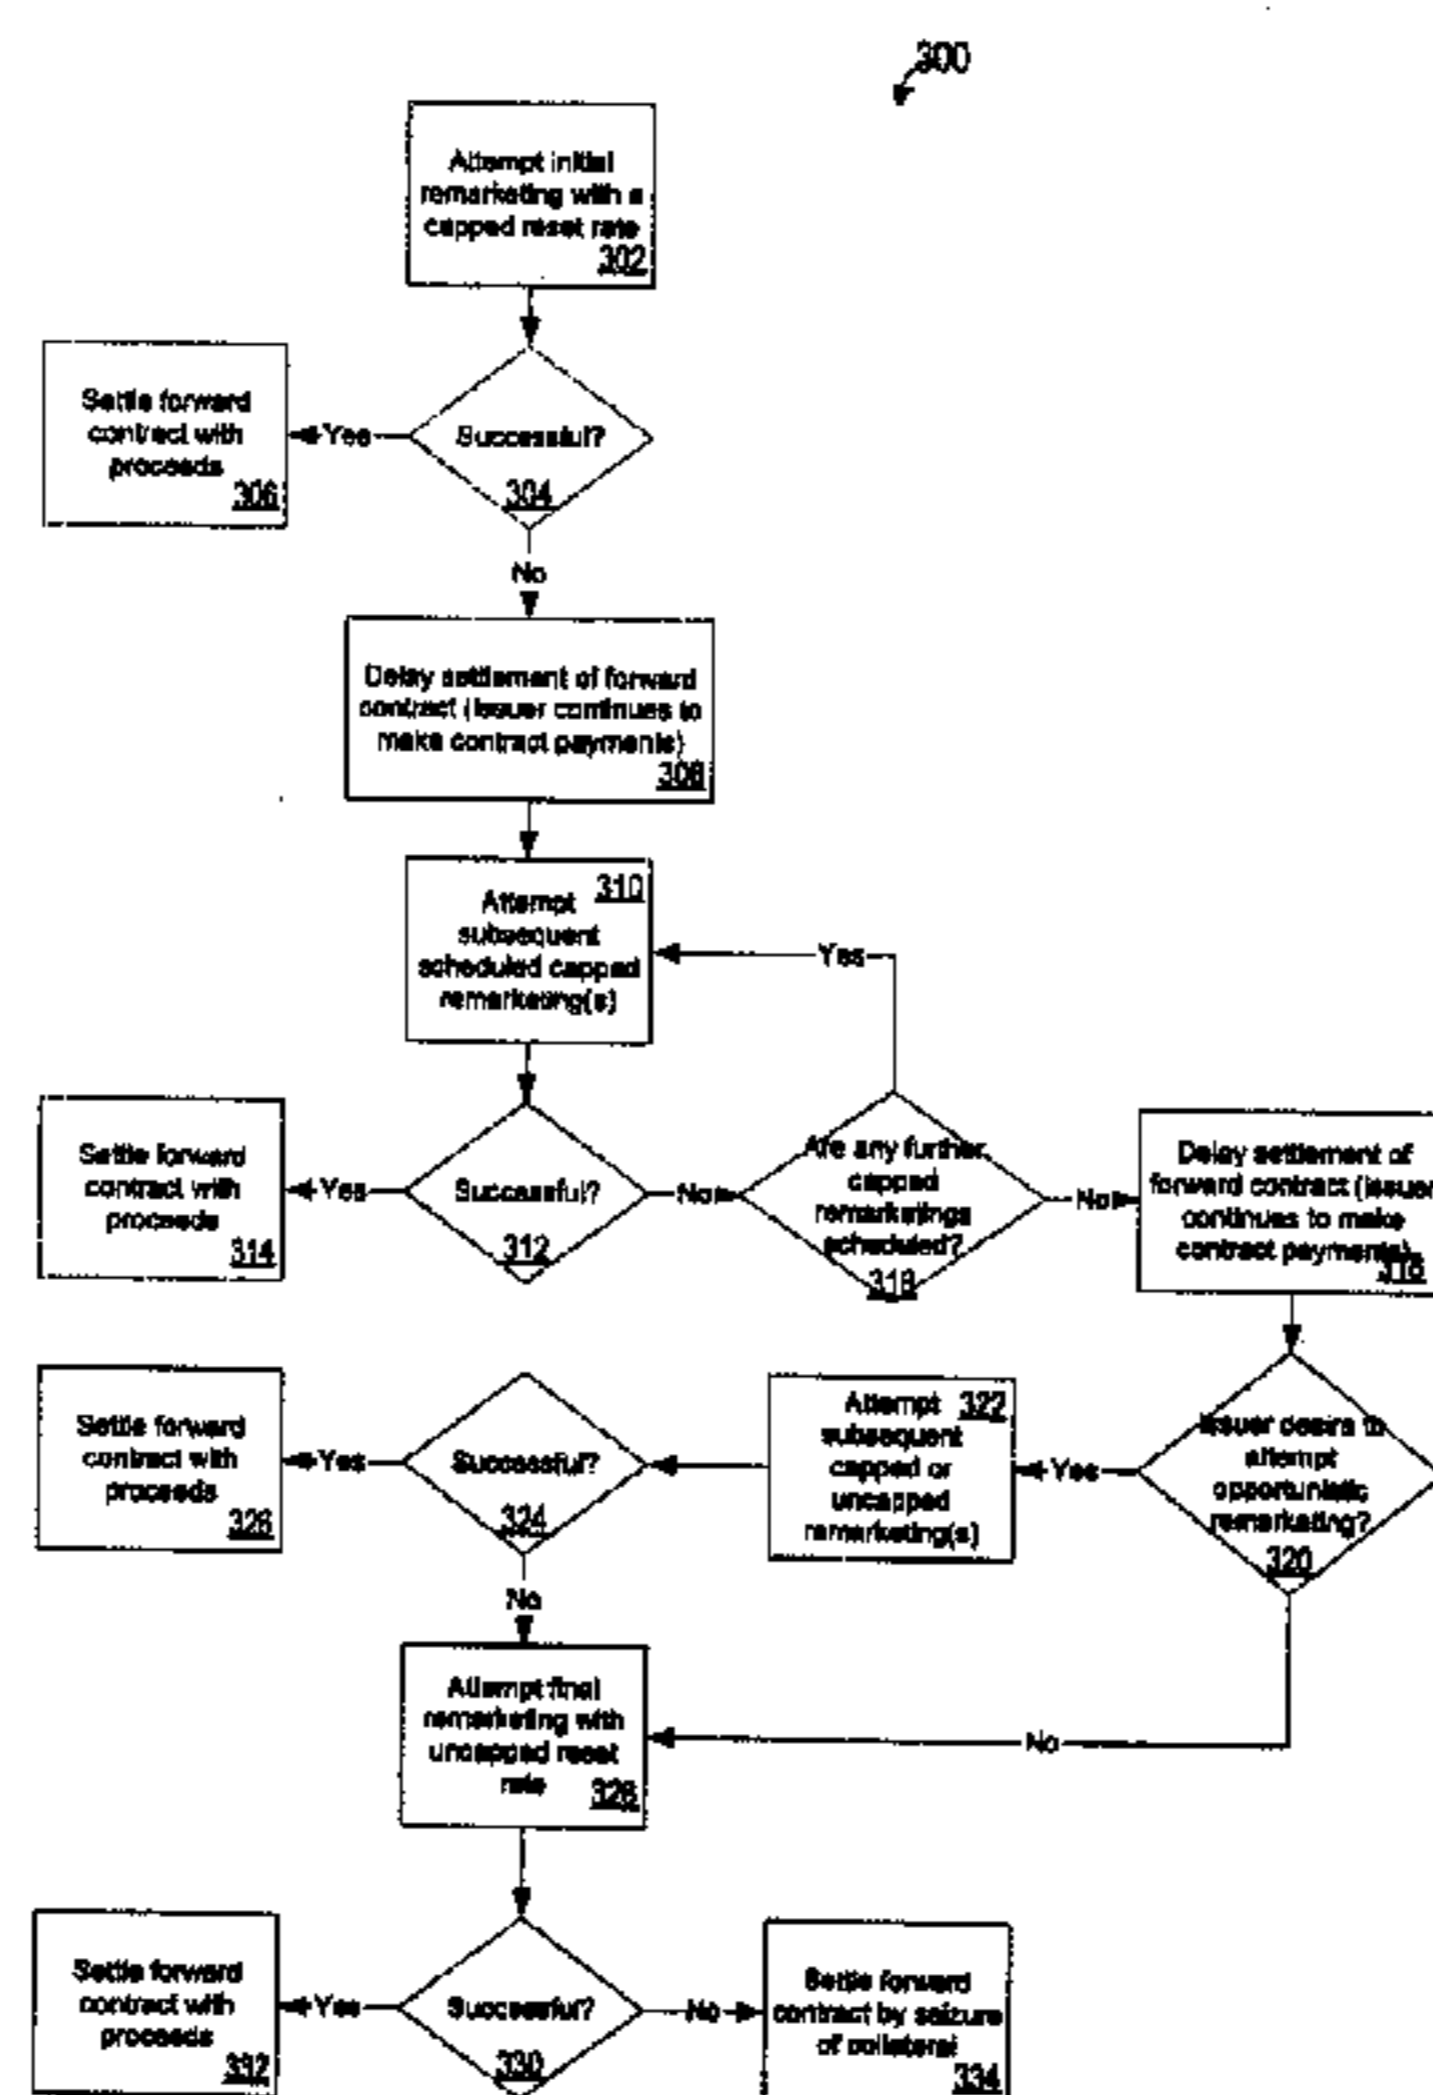 300
Attempt initial
remarketing with a
capped reset rate
302
Settle forward
contract with
proceeds
306
Yes
Successful?
304
No
Delay settlement of forward
contract (issuer continues to
make contract payments)
308
310
Attempt
subsequent
scheduled capped
remarketing(s)
Yes
Settle forward
contract with
proceeds
314
Yes
Successful?
312
No
Are any further
capped
remarketings
scheduled?
318
No
Delay settlement of
forward contract (issuer
continues to make
contract payments)
316
Settle forward
contract with
proceeds
326
Yes
Successful?
324
Attempt 322
subsequent
capped or
uncapped
remarketing(s)
Yes
Issuer desire to
attempt
opportunistic
remarketing?
320
No
Attempt final
remarketing with
uncapped reset
rate
328
No
Settle forward
contract with
proceeds
332
Yes
Successful?
330
No
Settle forward
contract by seizure
of collateral
334